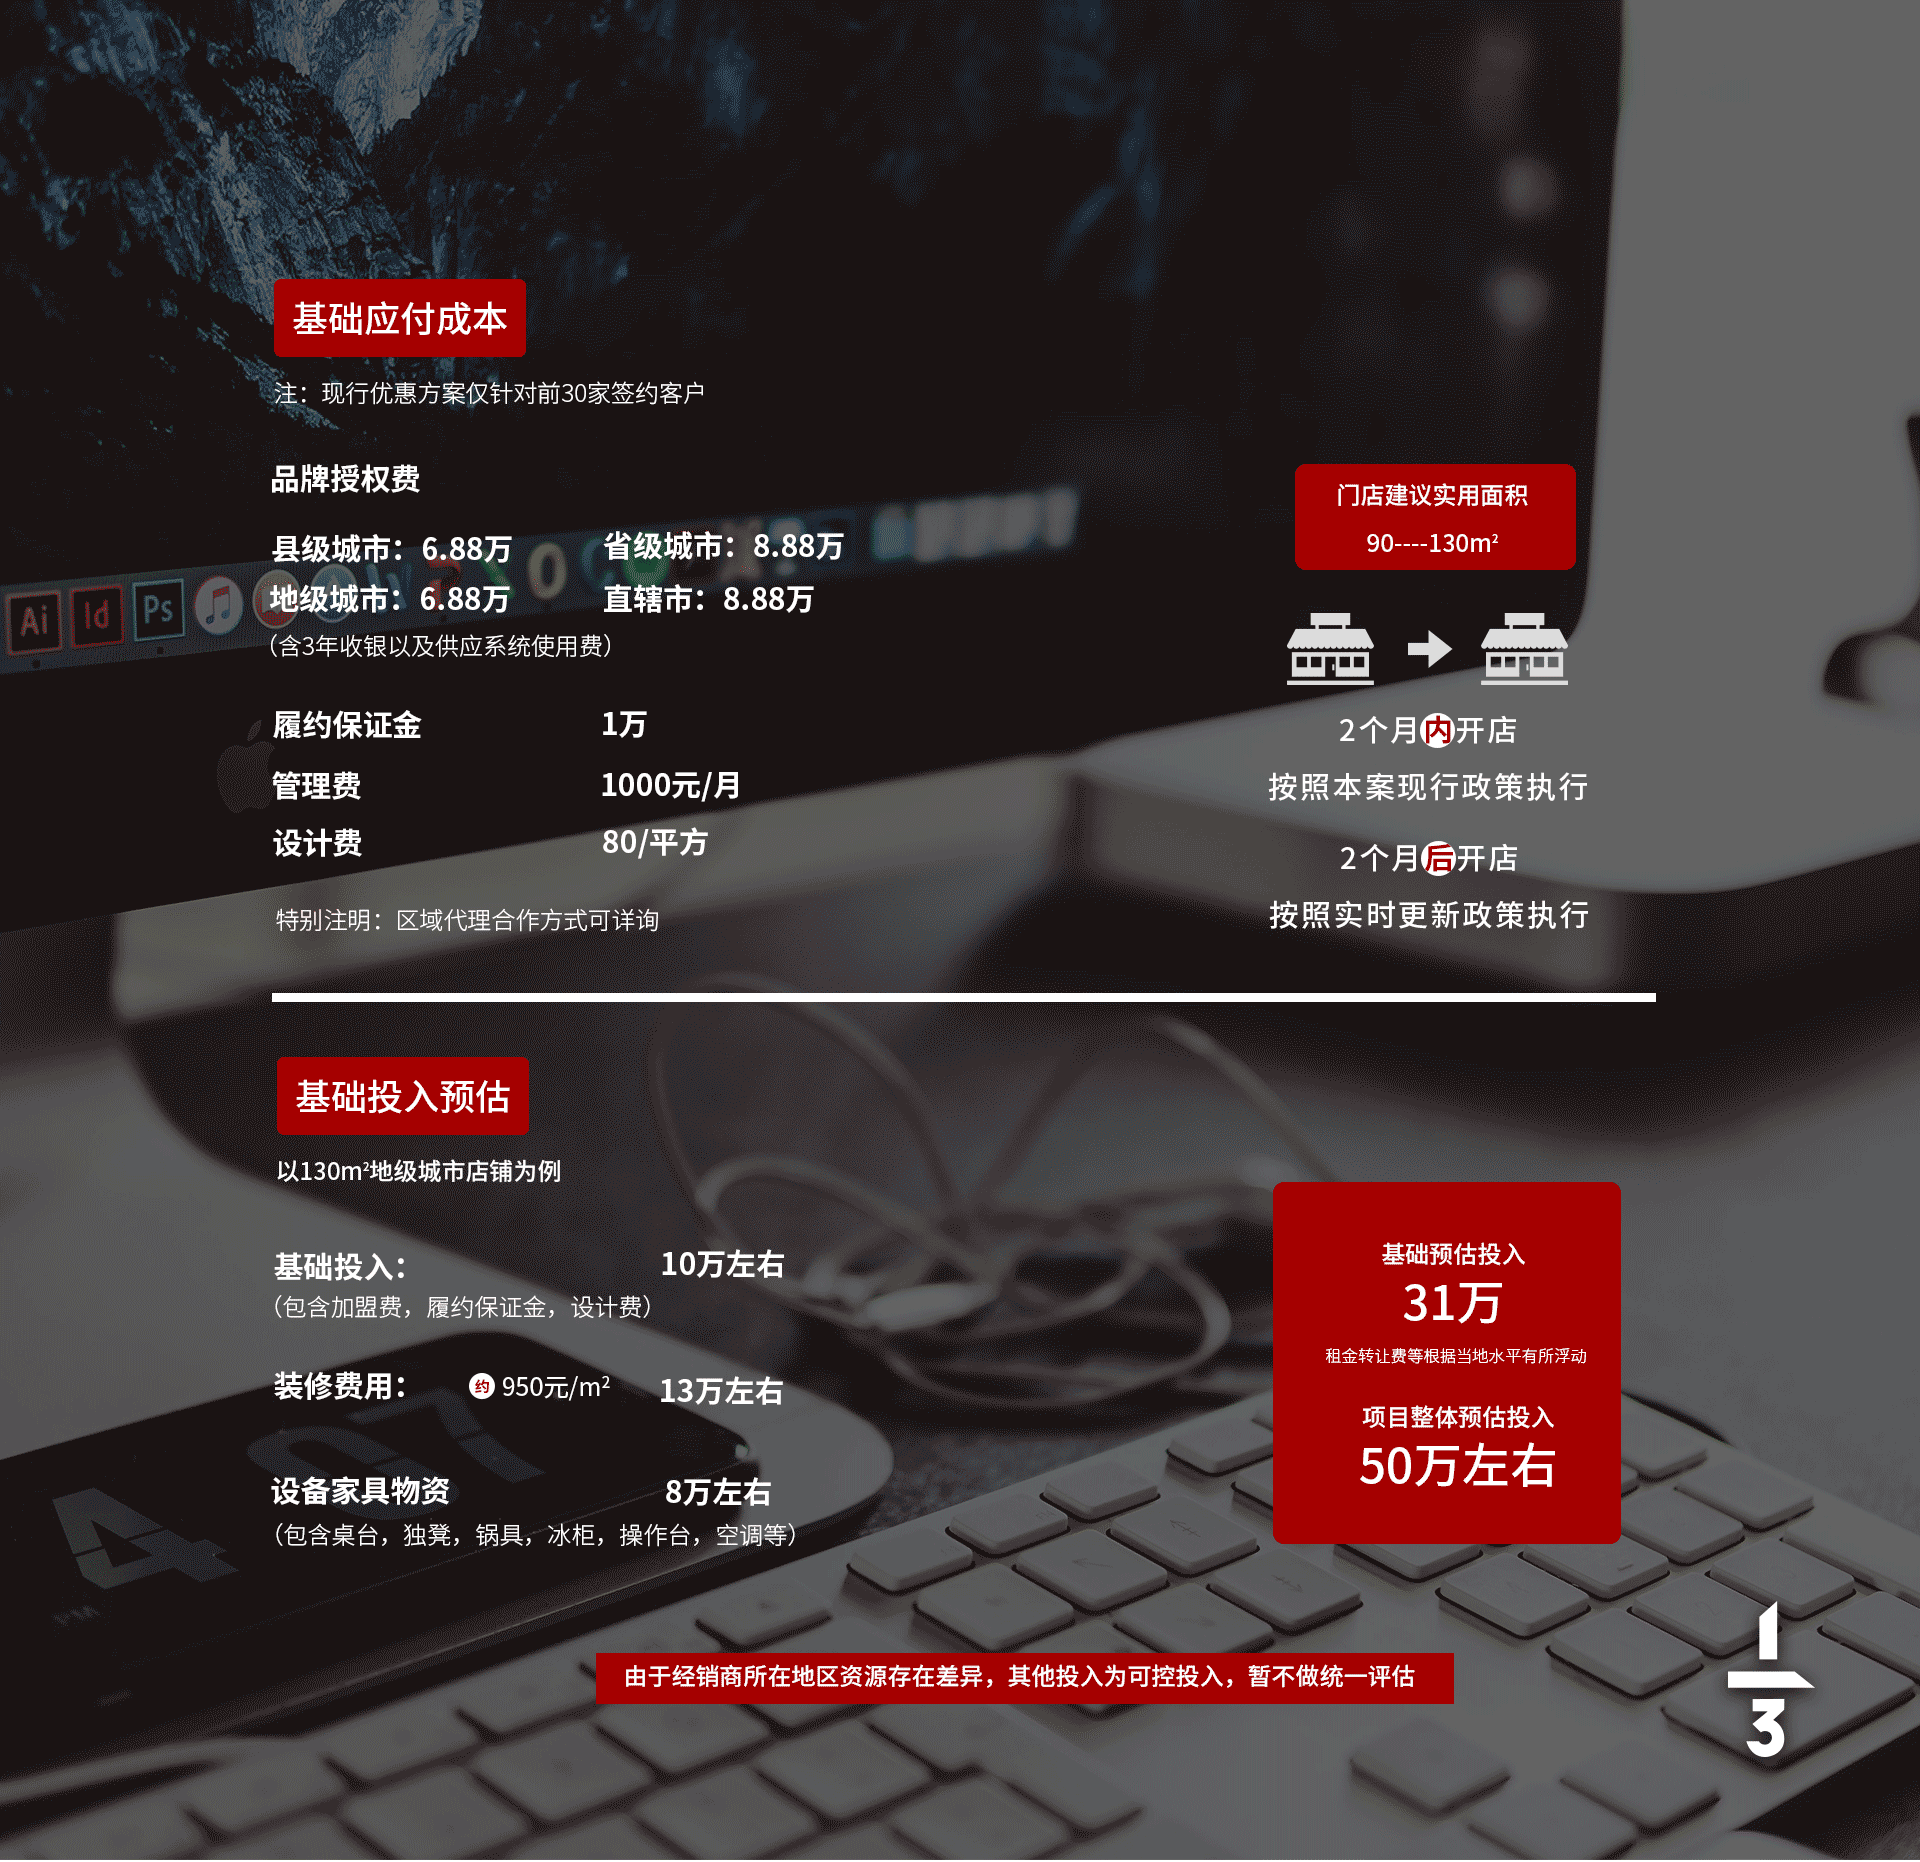 基础应付成本
注：现行优惠方案仅针对前30家签约客户
品牌授权费
县级城市：6.88万
省级城市：8.88万
地级城市：6.88万
直辖市：8.88万
（含3年收银以及供应系统使用费）
履约保证金
1万
管理费
1000元/月
设计费
80/平方
特别注明：区域代理合作方式可详询
门店建议实用面积
90----130m²
2个月内开店
按照本案现行政策执行
2个月后开店
按照实时更新政策执行
基础投入预估
以130m²地级城市店铺为例
基础投入：
10万左右
（包含加盟费，履约保证金，设计费）
装修费用：
约 950元/m²
13万左右
设备家具物资
8万左右
（包含桌台，独凳，锅具，冰柜，操作台，空调等）
基础预估投入
31万
租金转让费等根据当地水平有所浮动
项目整体预估投入
50万左右
由于经销商所在地区资源存在差异，其他投入为可控投入，暂不做统一评估
Ai
Id
Ps
4 07
1
3